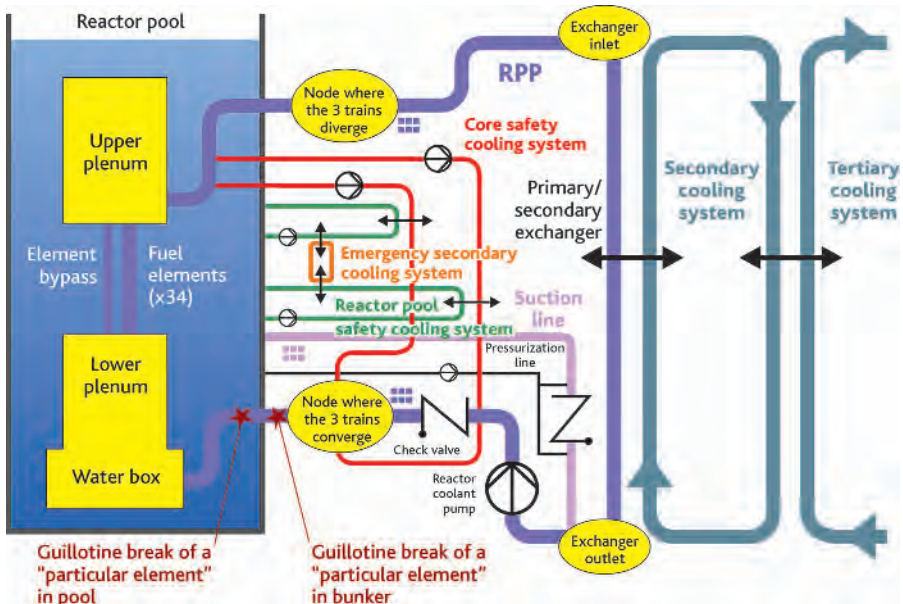 Reactor pool
Upper
plenum
Element
bypass
Fuel
elements
(x34)
Lower
plenum
Water box
Node where
the 3 trains
diverge
RPP
Exchanger
inlet
Core safety
cooling system
Primary/
secondary
exchanger
Secondary
cooling
system
Tertiary
cooling
system
Emergency secondary
cooling system
Reactor pool
safety cooling system
Suction
line
Pressurization
line
Node where
the 3 trains
converge
Check valve
Reactor
coolant
pump
Exchanger
outlet
Guillotine break of a
"particular element"
in pool
Guillotine break of a
"particular element"
in bunker